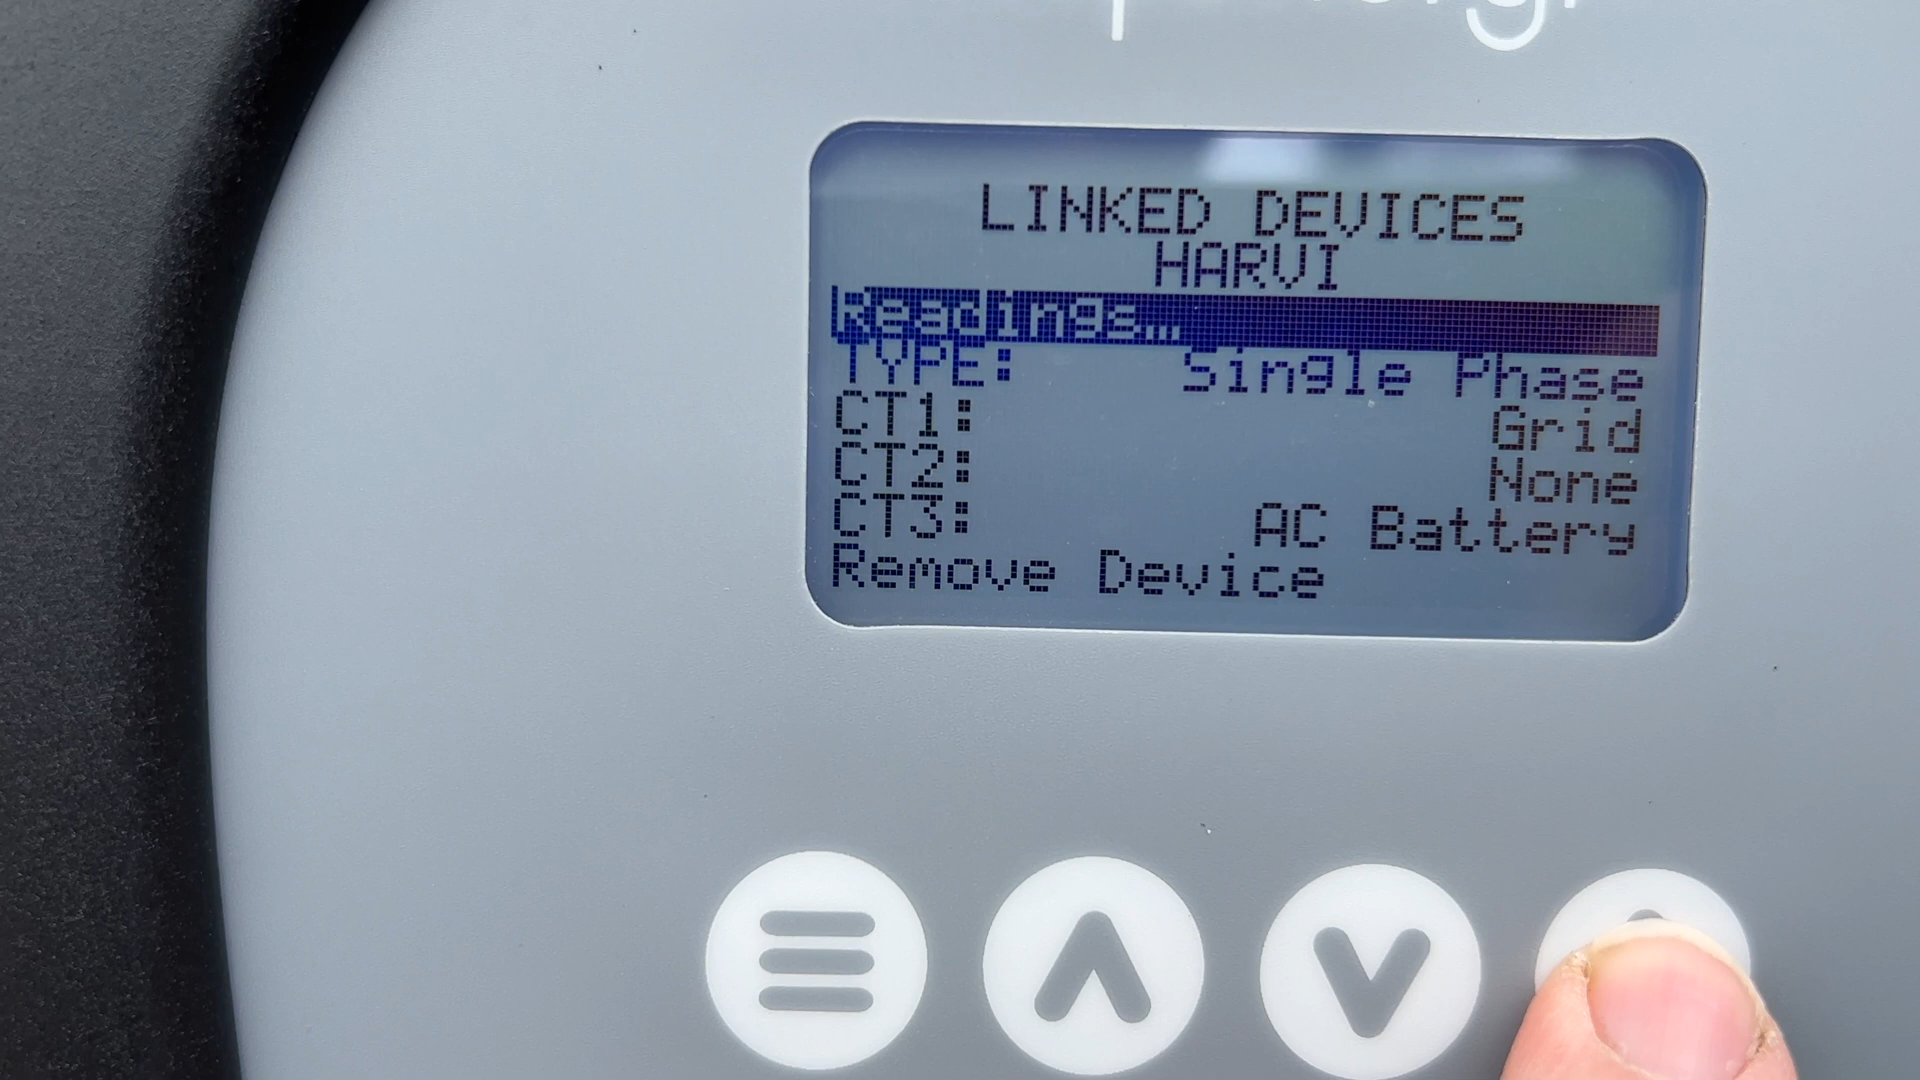 LINKED DEVICES
HARVI
Readings...
TYPE: Single Phase
CT1: Grid
CT2: None
CT3: AC Battery
Remove Device